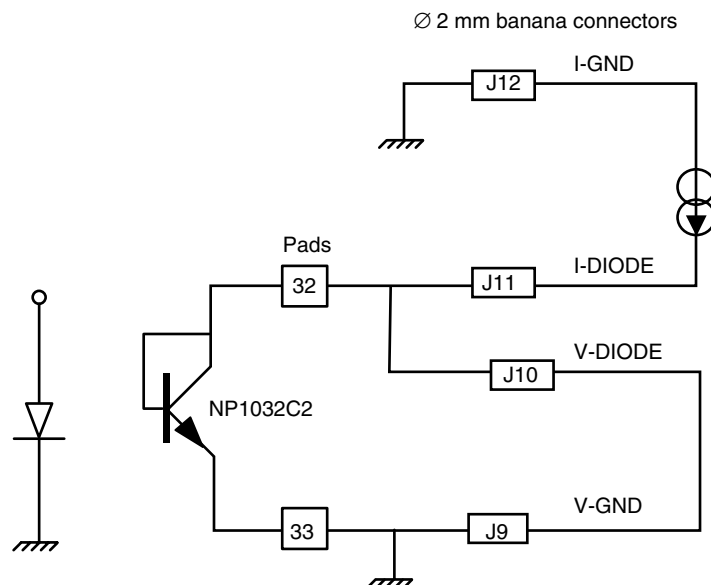 ∅ 2 mm banana connectors
I-GND
J12
Pads
I-DIODE
32
J11
V-DIODE
J10
NP1032C2
V-GND
33
J9